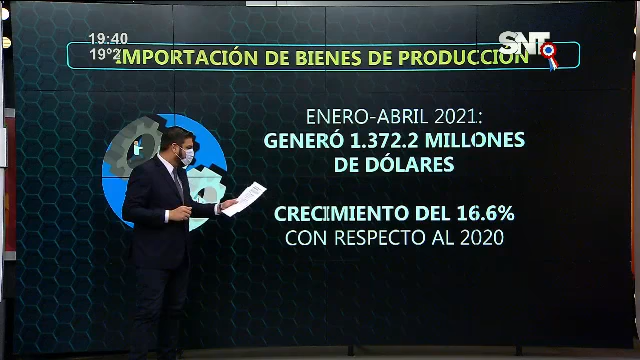 19:40
19°2
SNT
IMPORTACIÓN DE BIENES DE PRODUCCIÓN
ENERO-ABRIL 2021:
GENERÓ 1.372.2 MILLONES
DE DÓLARES
CRECIMIENTO DEL 16.6%
CON RESPECTO AL 2020